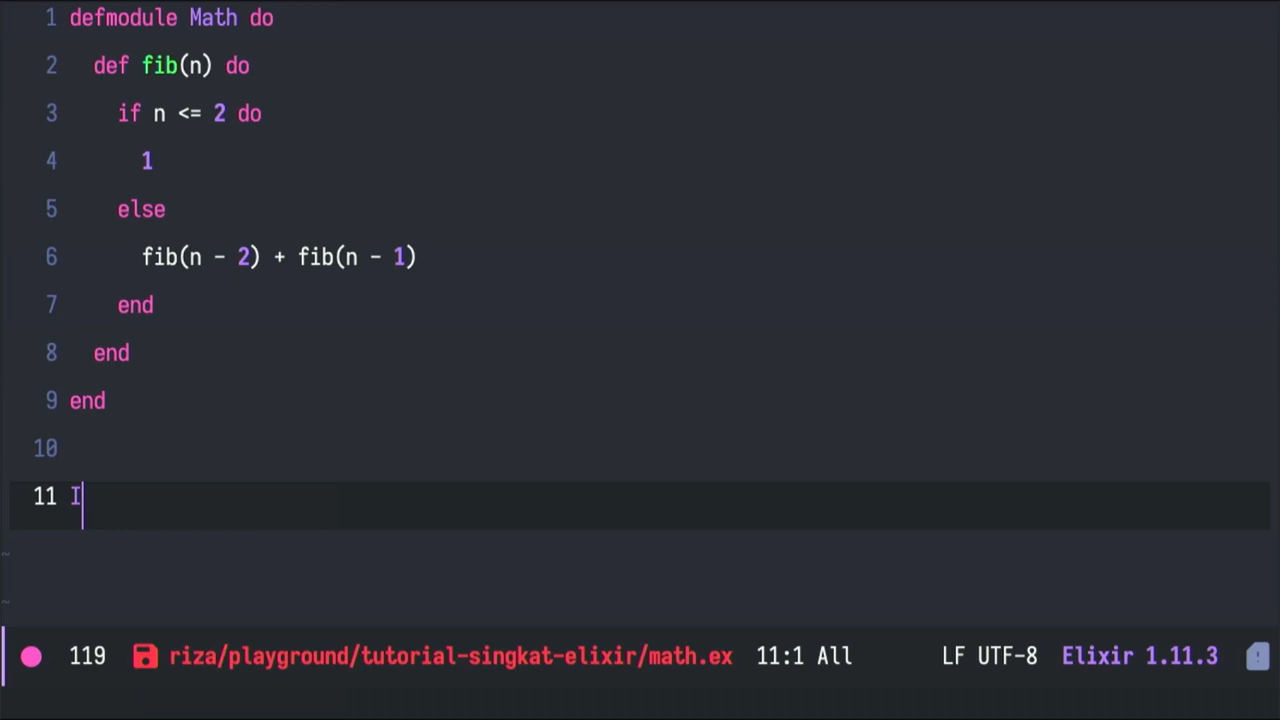 1 defmodule Math do
2   def fib(n) do
3     if n <= 2 do
4       1
5     else
6       fib(n - 2) + fib(n - 1)
7     end
8   end
9 end
10
11 I
~
~
119 riza/playground/tutorial-singkat-elixir/math.ex 11:1 All LF UTF-8 Elixir 1.11.3